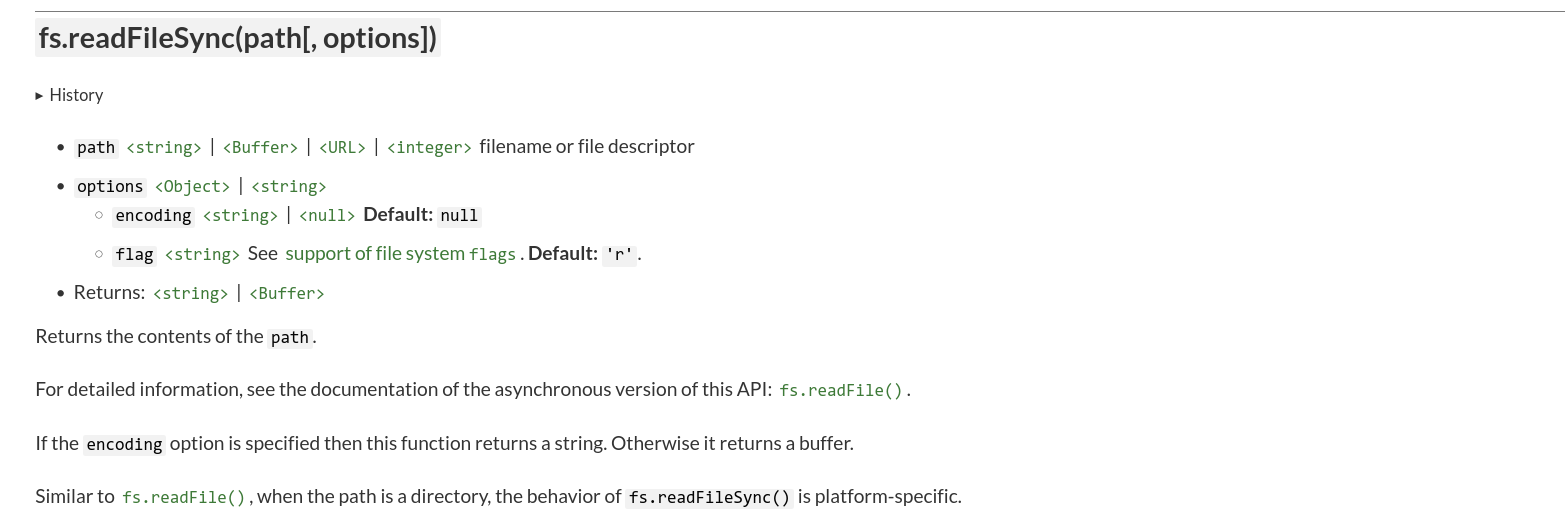 fs.readFileSync(path[, options])
▸ History
• path <string> | <Buffer> | <URL> | <integer> filename or file descriptor
• options <Object> | <string>
○ encoding <string> | <null> Default: null
○ flag <string> See support of file system flags. Default: 'r'.
• Returns: <string> | <Buffer>
Returns the contents of the path.
For detailed information, see the documentation of the asynchronous version of this API: fs.readFile().
If the encoding option is specified then this function returns a string. Otherwise it returns a buffer.
Similar to fs.readFile(), when the path is a directory, the behavior of fs.readFileSync() is platform-specific.